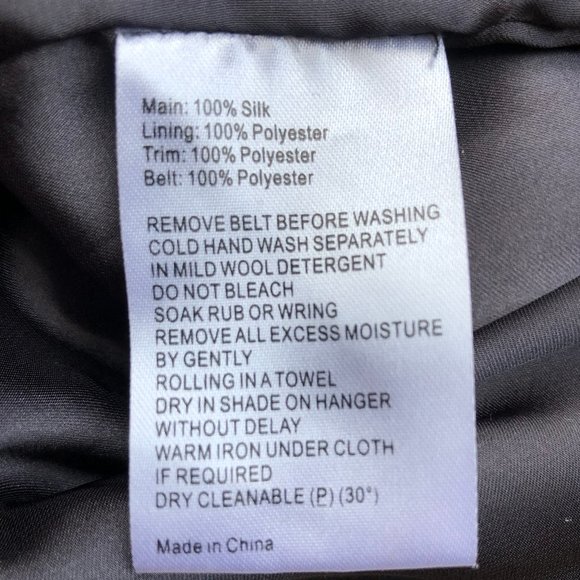 Main: 100% Silk
Lining: 100% Polyester
Trim: 100% Polyester
Belt: 100% Polyester
REMOVE BELT BEFORE WASHING
COLD HAND WASH SEPARATELY
IN MILD WOOL DETERGENT
DO NOT BLEACH
SOAK RUB OR WRING
REMOVE ALL EXCESS MOISTURE
BY GENTLY
ROLLING IN A TOWEL
DRY IN SHADE ON HANGER
WITHOUT DELAY
WARM IRON UNDER CLOTH
IF REQUIRED
DRY CLEANABLE (P) (30°)
Made in China